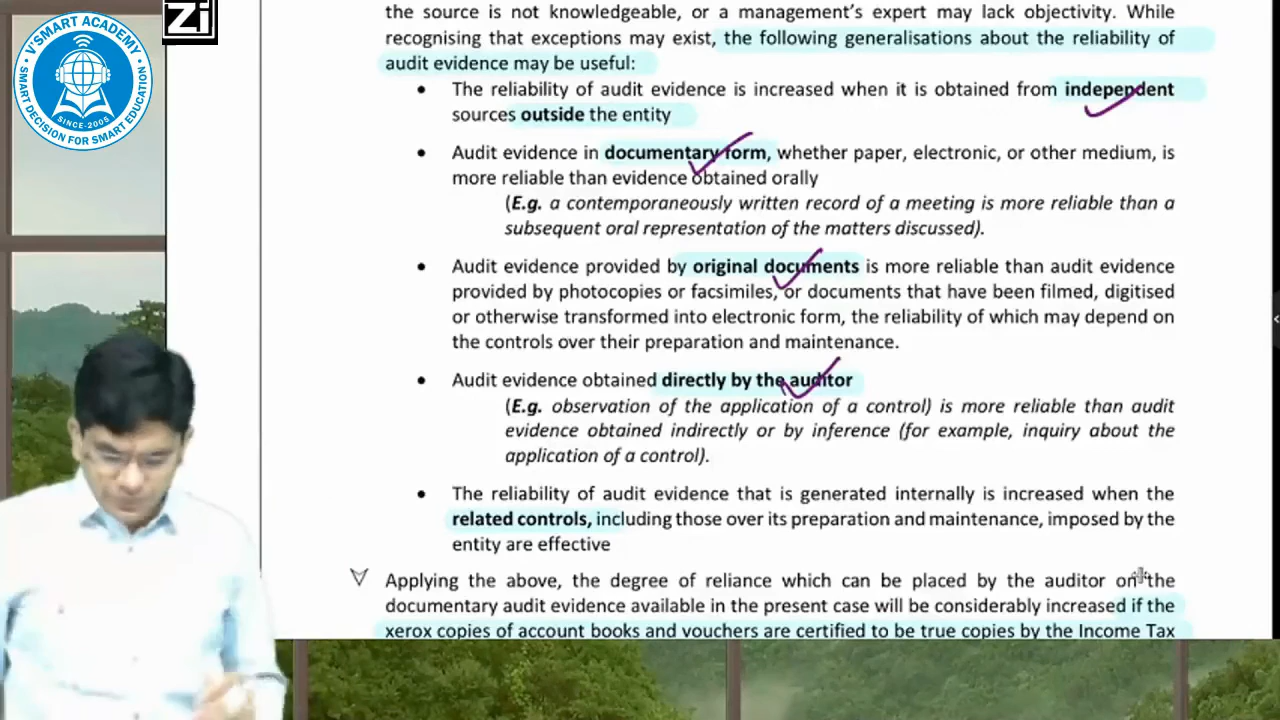 V'SMART ACADEMY
SINCE-2005
SMART DECISION FOR SMART EDUCATION
Zi
the source is not knowledgeable, or a management's expert may lack objectivity. While
recognising that exceptions may exist, the following generalisations about the reliability of
audit evidence may be useful:
• The reliability of audit evidence is increased when it is obtained from independent
sources outside the entity
• Audit evidence in documentary form, whether paper, electronic, or other medium, is
more reliable than evidence obtained orally
(E.g. a contemporaneously written record of a meeting is more reliable than a
subsequent oral representation of the matters discussed).
• Audit evidence provided by original documents is more reliable than audit evidence
provided by photocopies or facsimiles, or documents that have been filmed, digitised
or otherwise transformed into electronic form, the reliability of which may depend on
the controls over their preparation and maintenance.
• Audit evidence obtained directly by the auditor
(E.g. observation of the application of a control) is more reliable than audit
evidence obtained indirectly or by inference (for example, inquiry about the
application of a control).
• The reliability of audit evidence that is generated internally is increased when the
related controls, including those over its preparation and maintenance, imposed by the
entity are effective
Applying the above, the degree of reliance which can be placed by the auditor on the
documentary audit evidence available in the present case will be considerably increased if the
xerox copies of account books and vouchers are certified to be true copies by the Income Tax